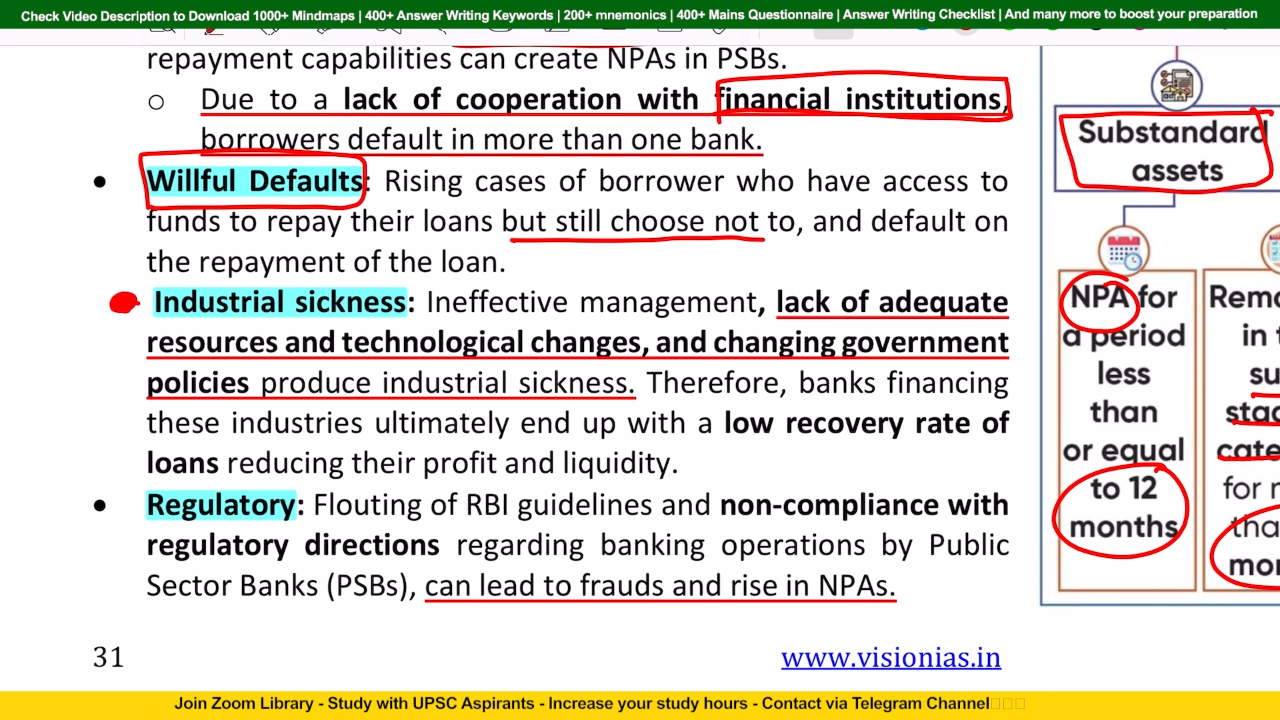 Check Video Description to Download 1000+ Mindmaps | 400+ Answer Writing Keywords | 200+ mnemonics | 400+ Mains Questionnaire | Answer Writing Checklist | And many more to boost your preparation
repayment capabilities can create NPAs in PSBs.
o Due to a lack of cooperation with financial institutions,
borrowers default in more than one bank.
• Willful Defaults: Rising cases of borrower who have access to
funds to repay their loans but still choose not to, and default on
the repayment of the loan.
Industrial sickness: Ineffective management, lack of adequate
resources and technological changes, and changing government
policies produce industrial sickness. Therefore, banks financing
these industries ultimately end up with a low recovery rate of
loans reducing their profit and liquidity.
• Regulatory: Flouting of RBI guidelines and non-compliance with
regulatory directions regarding banking operations by Public
Sector Banks (PSBs), can lead to frauds and rise in NPAs.
31
www.visionias.in
Substandard
assets
NPA for
a period
less
than
or equal
to 12
months
in
for
Join Zoom Library - Study with UPSC Aspirants - Increase your study hours - Contact via Telegram Channel